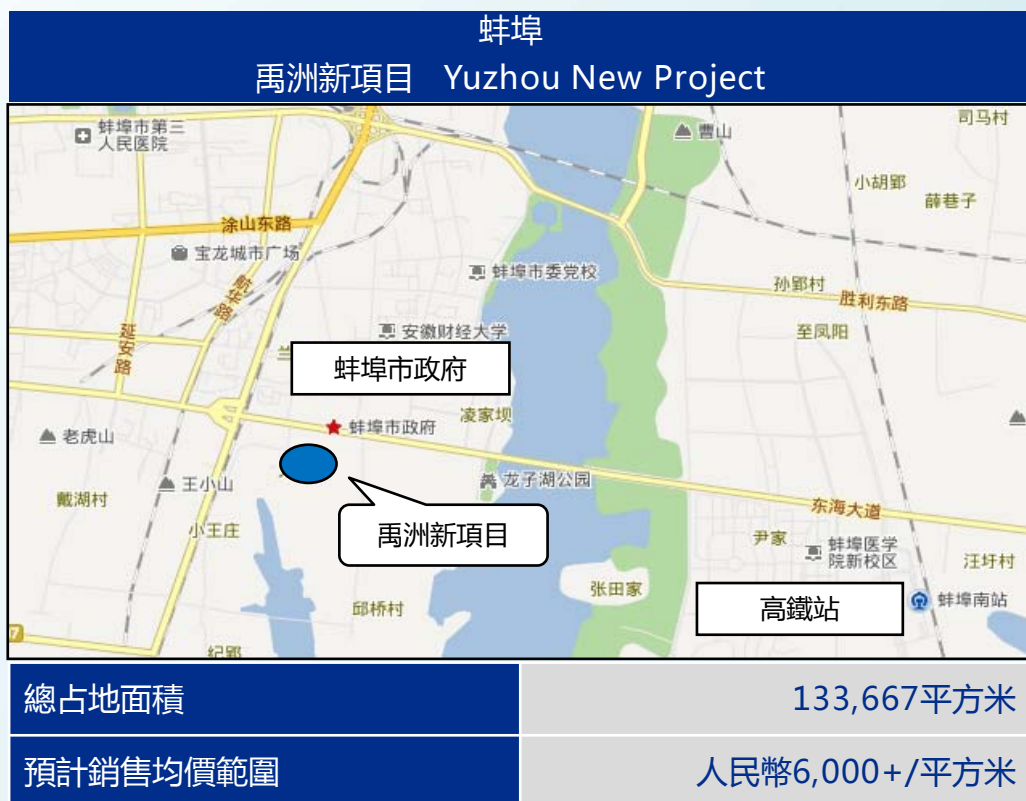 蚌埠
禹洲新項目 Yuzhou New Project
蚌埠市第三
人民医院
曹山
司马村
小胡郢
薛巷子
涂山东路
宝龙城市广场
蚌埠市委党校
孙郢村
胜利东路
航华路
延安路
安徽财经大学
至凤阳
兰
蚌埠市政府
凌家坝
蚌埠市政府
老虎山
王小山
龙子湖公园
戴湖村
东海大道
小王庄
禹洲新項目
尹家
蚌埠医学
院新校区
汪圩村
张田家
高鐵站
蚌埠南站
邱桥村
纪郢
總占地面積 133,667平方米
預計銷售均價範圍 人民幣6,000+/平方米